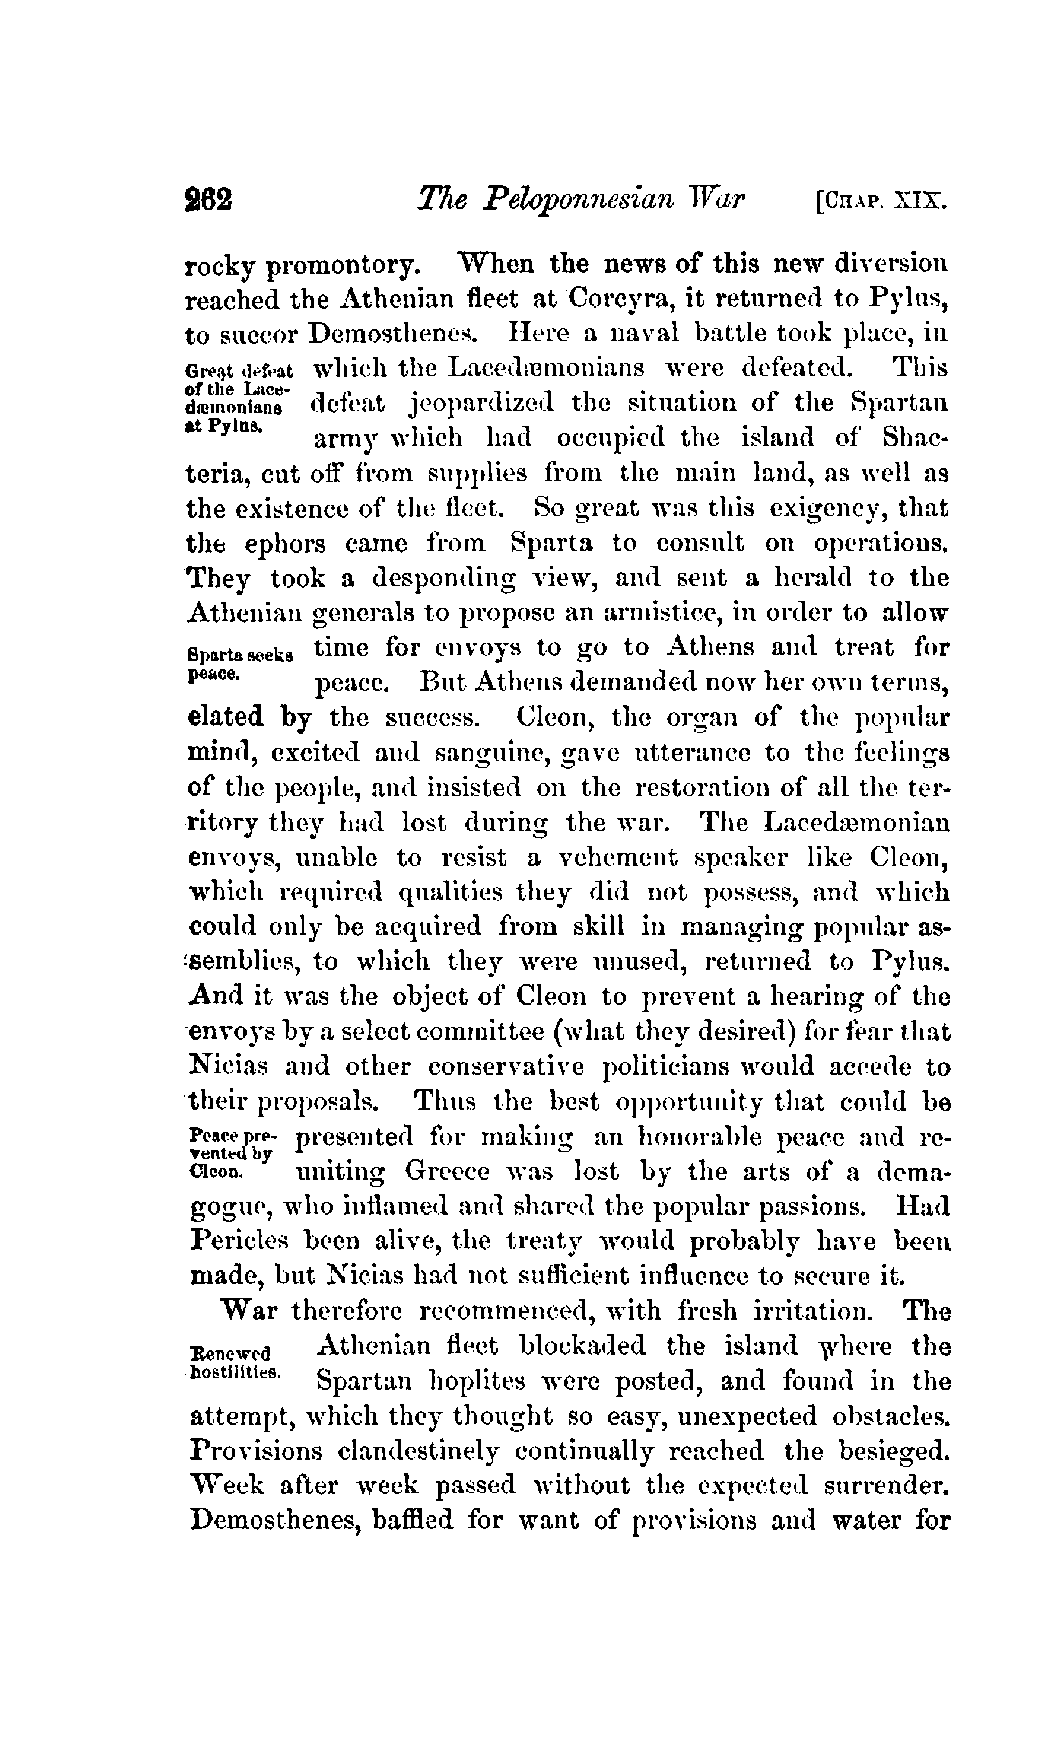 262 The Peloponnesian War [CHAP. XIX.
rocky promontory. When the news of this new diversion
reached the Athenian fleet at Corcyra, it returned to Pylus,
to succor Demosthenes. Here a naval battle took place, in
Great defeat
of the Lace-
dæmonians
at Pylus.
which the Lacedæmonians were defeated. This
defeat jeopardized the situation of the Spartan
army which had occupied the island of Shac-
teria, cut off from supplies from the main land, as well as
the existence of the fleet. So great was this exigency, that
the ephors came from Sparta to consult on operations.
They took a desponding view, and sent a herald to the
Athenian generals to propose an armistice, in order to allow
Sparta seeks
peace.
time for envoys to go to Athens and treat for
peace. But Athens demanded now her own terms,
elated by the success. Cleon, the organ of the popular
mind, excited and sanguine, gave utterance to the feelings
of the people, and insisted on the restoration of all the ter-
ritory they had lost during the war. The Lacedæmonian
envoys, unable to resist a vehement speaker like Cleon,
which required qualities they did not possess, and which
could only be acquired from skill in managing popular as-
semblies, to which they were unused, returned to Pylus.
And it was the object of Cleon to prevent a hearing of the
envoys by a select committee (what they desired) for fear that
Nicias and other conservative politicians would accede to
their proposals. Thus the best opportunity that could be
Peace pre-
vented by
Cleon.
presented for making an honorable peace and re-
uniting Greece was lost by the arts of a dema-
gogue, who inflamed and shared the popular passions. Had
Pericles been alive, the treaty would probably have been
made, but Nicias had not sufficient influence to secure it.
War therefore recommenced, with fresh irritation. The
Renewed
hostilities.
Athenian fleet blockaded the island where the
Spartan hoplites were posted, and found in the
attempt, which they thought so easy, unexpected obstacles.
Provisions clandestinely continually reached the besieged.
Week after week passed without the expected surrender.
Demosthenes, baffled for want of provisions and water for